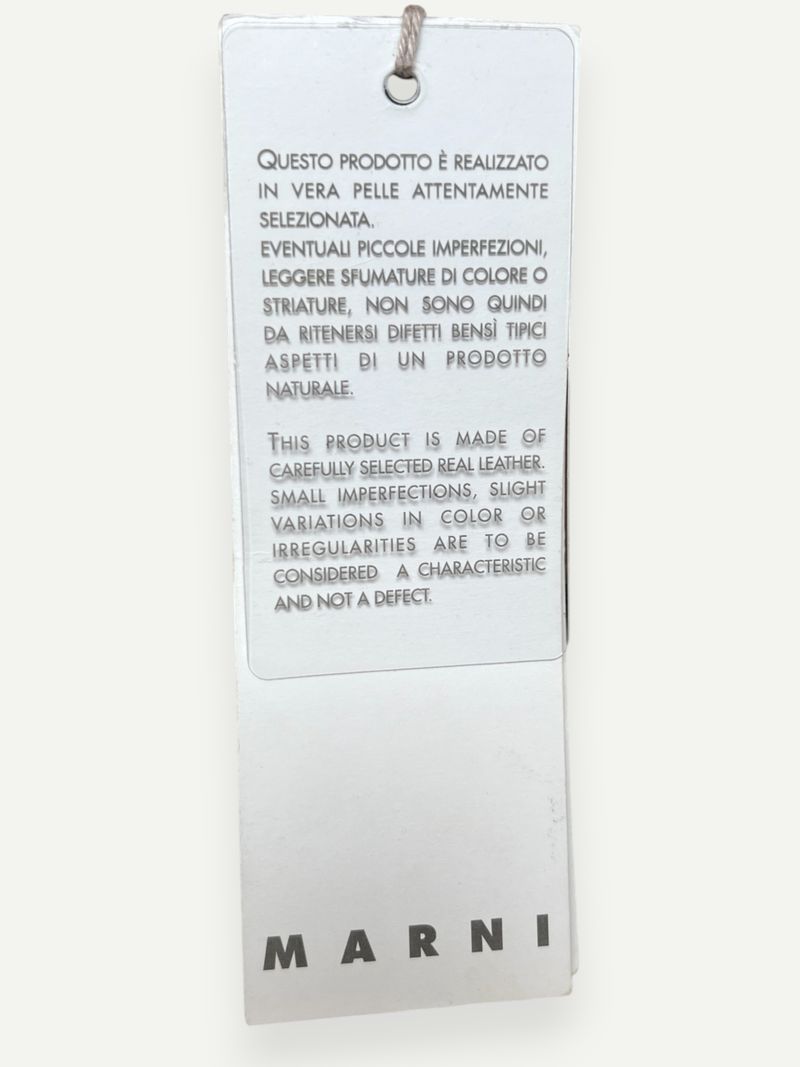 QUESTO PRODOTTO È REALIZZATO
IN VERA PELLE ATTENTAMENTE
SELEZIONATA.
EVENTUALI PICCOLE IMPERFEZIONI,
LEGGERE SFUMATURE DI COLORE O
STRIATURE, NON SONO QUINDI
DA RITENERSI DIFETTI BENSÌ TIPICI
ASPETTI DI UN PRODOTTO
NATURALE.
THIS PRODUCT IS MADE OF
CAREFULLY SELECTED REAL LEATHER.
SMALL IMPERFECTIONS, SLIGHT
VARIATIONS IN COLOR OR
IRREGULARITIES ARE TO BE
CONSIDERED A CHARACTERISTIC
AND NOT A DEFECT.
MARNI